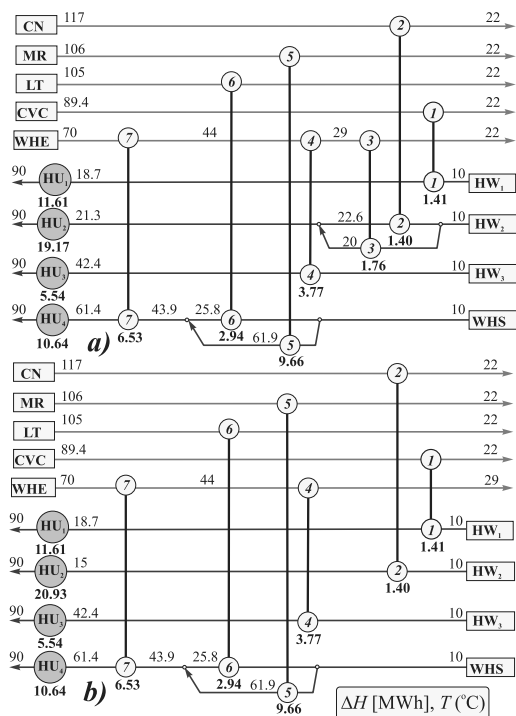 CN 117 2 22
MR 106 5 22
LT 105 6 22
CVC 89.4 1 22
WHE 70 7 44 4 29 3 22
90 HU1 18.7 1 10 HW1
11.61 1.41
90 HU2 21.3 22.6 2 10 HW2
19.17 20 3 1.40
1.76
90 HU3 42.4 4 10 HW3
5.54 3.77
90 HU4 61.4 7 43.9 25.8 6 10 WHS
10.64 6.53 2.94 61.9 5
a) 9.66
CN 117 2 22
MR 106 5 22
LT 105 6 22
CVC 89.4 1 22
WHE 70 7 44 4 29
90 HU1 18.7 1 10 HW1
11.61 1.41
90 HU2 15 2 10 HW2
20.93 1.40
90 HU3 42.4 4 10 HW3
5.54 3.77
90 HU4 61.4 7 43.9 25.8 6 10 WHS
10.64 6.53 2.94 61.9 5
b) 9.66
ΔH [MWh], T (°C)